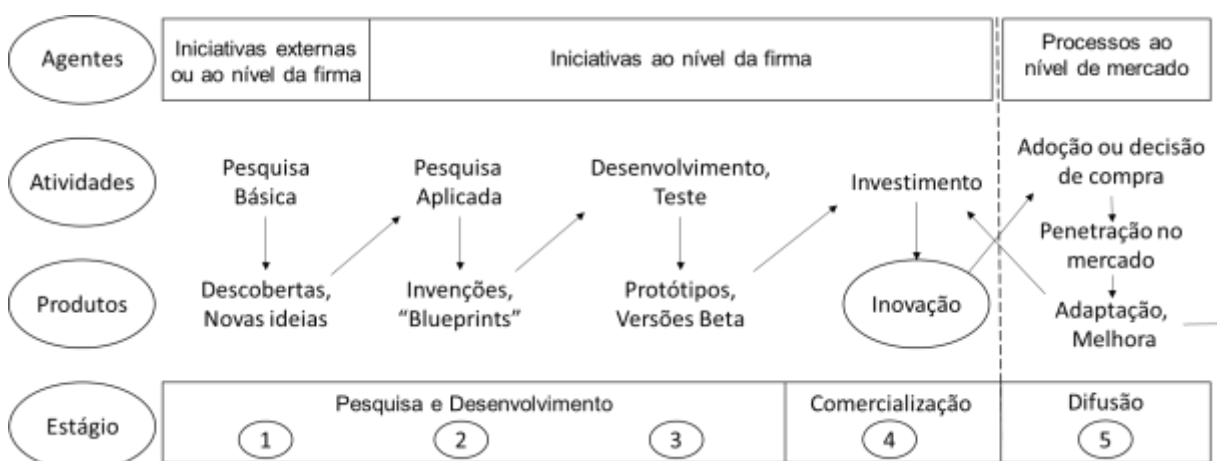 Agentes
Iniciativas externas
ou ao nível da firma
Iniciativas ao nível da firma
Processos ao
nível de mercado
Atividades
Pesquisa
Básica
Pesquisa
Aplicada
Desenvolvimento,
Teste
Investimento
Adoção ou decisão
de compra
Penetração no
mercado
Produtos
Descobertas,
Novas ideias
Invenções,
“Blueprints”
Protótipos,
Versões Beta
Inovação
Adaptação,
Melhora
Estágio
Pesquisa e Desenvolvimento
1
2
3
Comercialização
4
Difusão
5